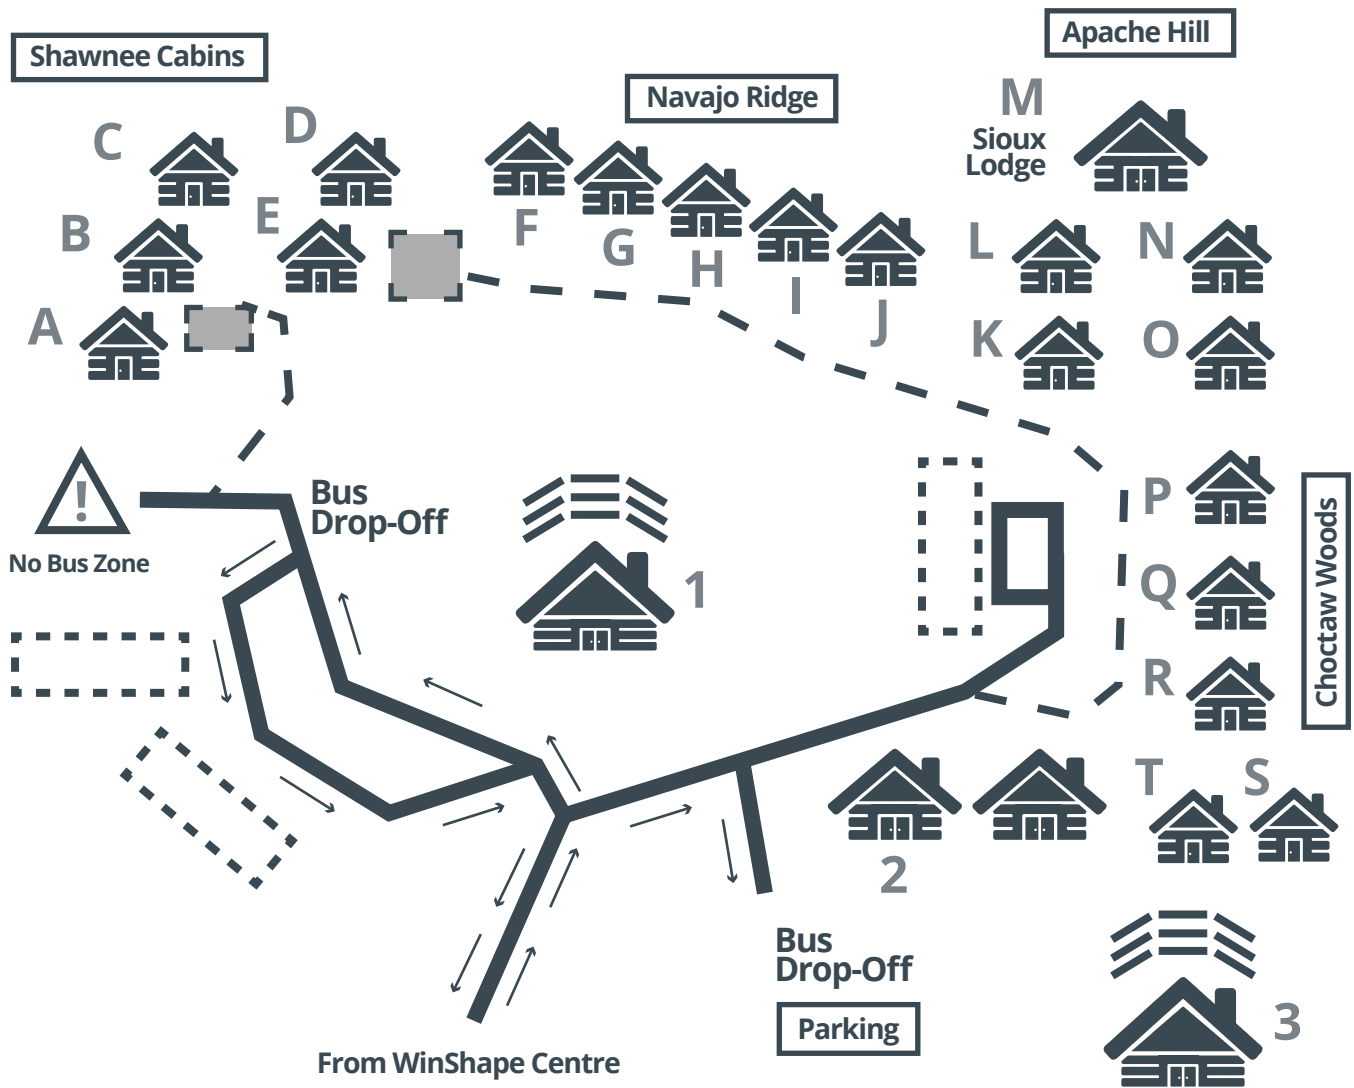 Apache Hill
Shawnee Cabins
Navajo Ridge
M
Sioux
Lodge
C
D
B
E
F
G
H
I
J
L
N
A
K
O
!
No Bus Zone
Bus
Drop-Off
1
P
Q
R
Choctaw Woods
T
S
2
Bus
Drop-Off
Parking
3
From WinShape Centre